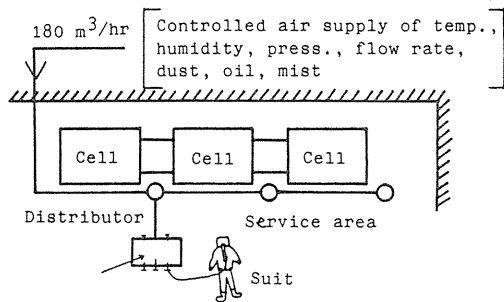 180 m³/hr
Controlled air supply of temp.,
humidity, press., flow rate,
dust, oil, mist
Cell
Cell
Cell
Distributor
Service area
Suit